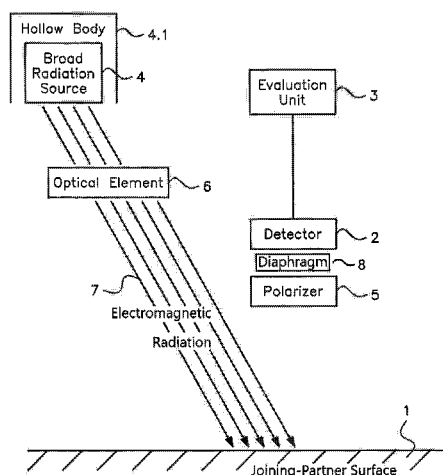 Hollow Body
4.1
Broad
Radiation
Source
4
Evaluation
Unit
3
Optical Element
6
Detector
2
Diaphragm
8
Polarizer
5
7
Electromagnetic
Radiation
1
Joining-Partner Surface